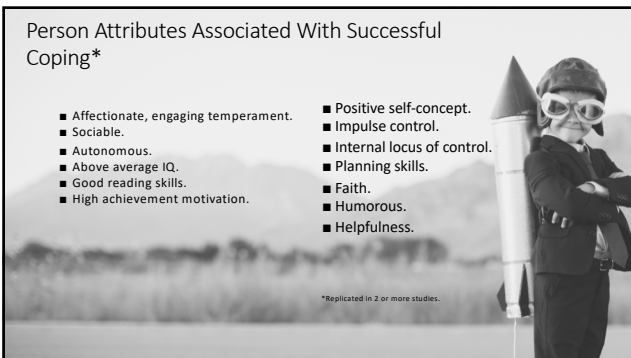 Person Attributes Associated With Successful
Coping*
■ Affectionate, engaging temperament.
■ Sociable.
■ Autonomous.
■ Above average IQ.
■ Good reading skills.
■ High achievement motivation.
■ Positive self-concept.
■ Impulse control.
■ Internal locus of control.
■ Planning skills.
■ Faith.
■ Humorous.
■ Helpfulness.
*Replicated in 2 or more studies.